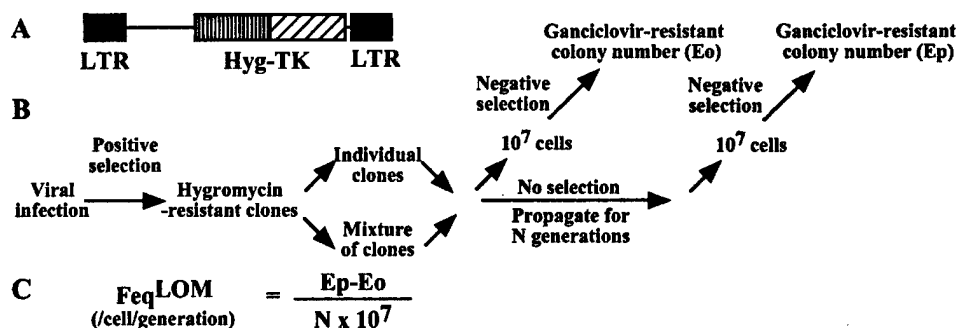 A
LTR
Hyg-TK
LTR
B
Viral
infection
Positive
selection
Hygromycin
-resistant clones
Individual
clones
Mixture
of clones
Negative
selection
10⁷ cells
Ganciclovir-resistant
colony number (Eo)
No selection
Propagate for
N generations
Negative
selection
10⁷ cells
Ganciclovir-resistant
colony number (Ep)
C
Feq^LOM = Ep-Eo
(/cell/generation) N x 10⁷